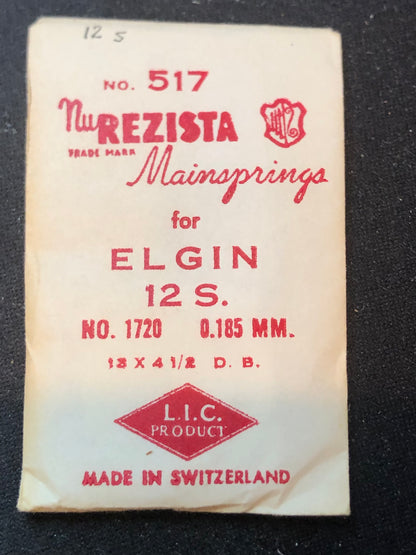 12 s
NO. 517
nu REZISTA
TRADE MARK
Mainsprings
for
ELGIN
12 S.
NO. 1720 0.185 MM.
13 X 4 1/2 D. B.
L.I.C.
PRODUCT
MADE IN SWITZERLAND